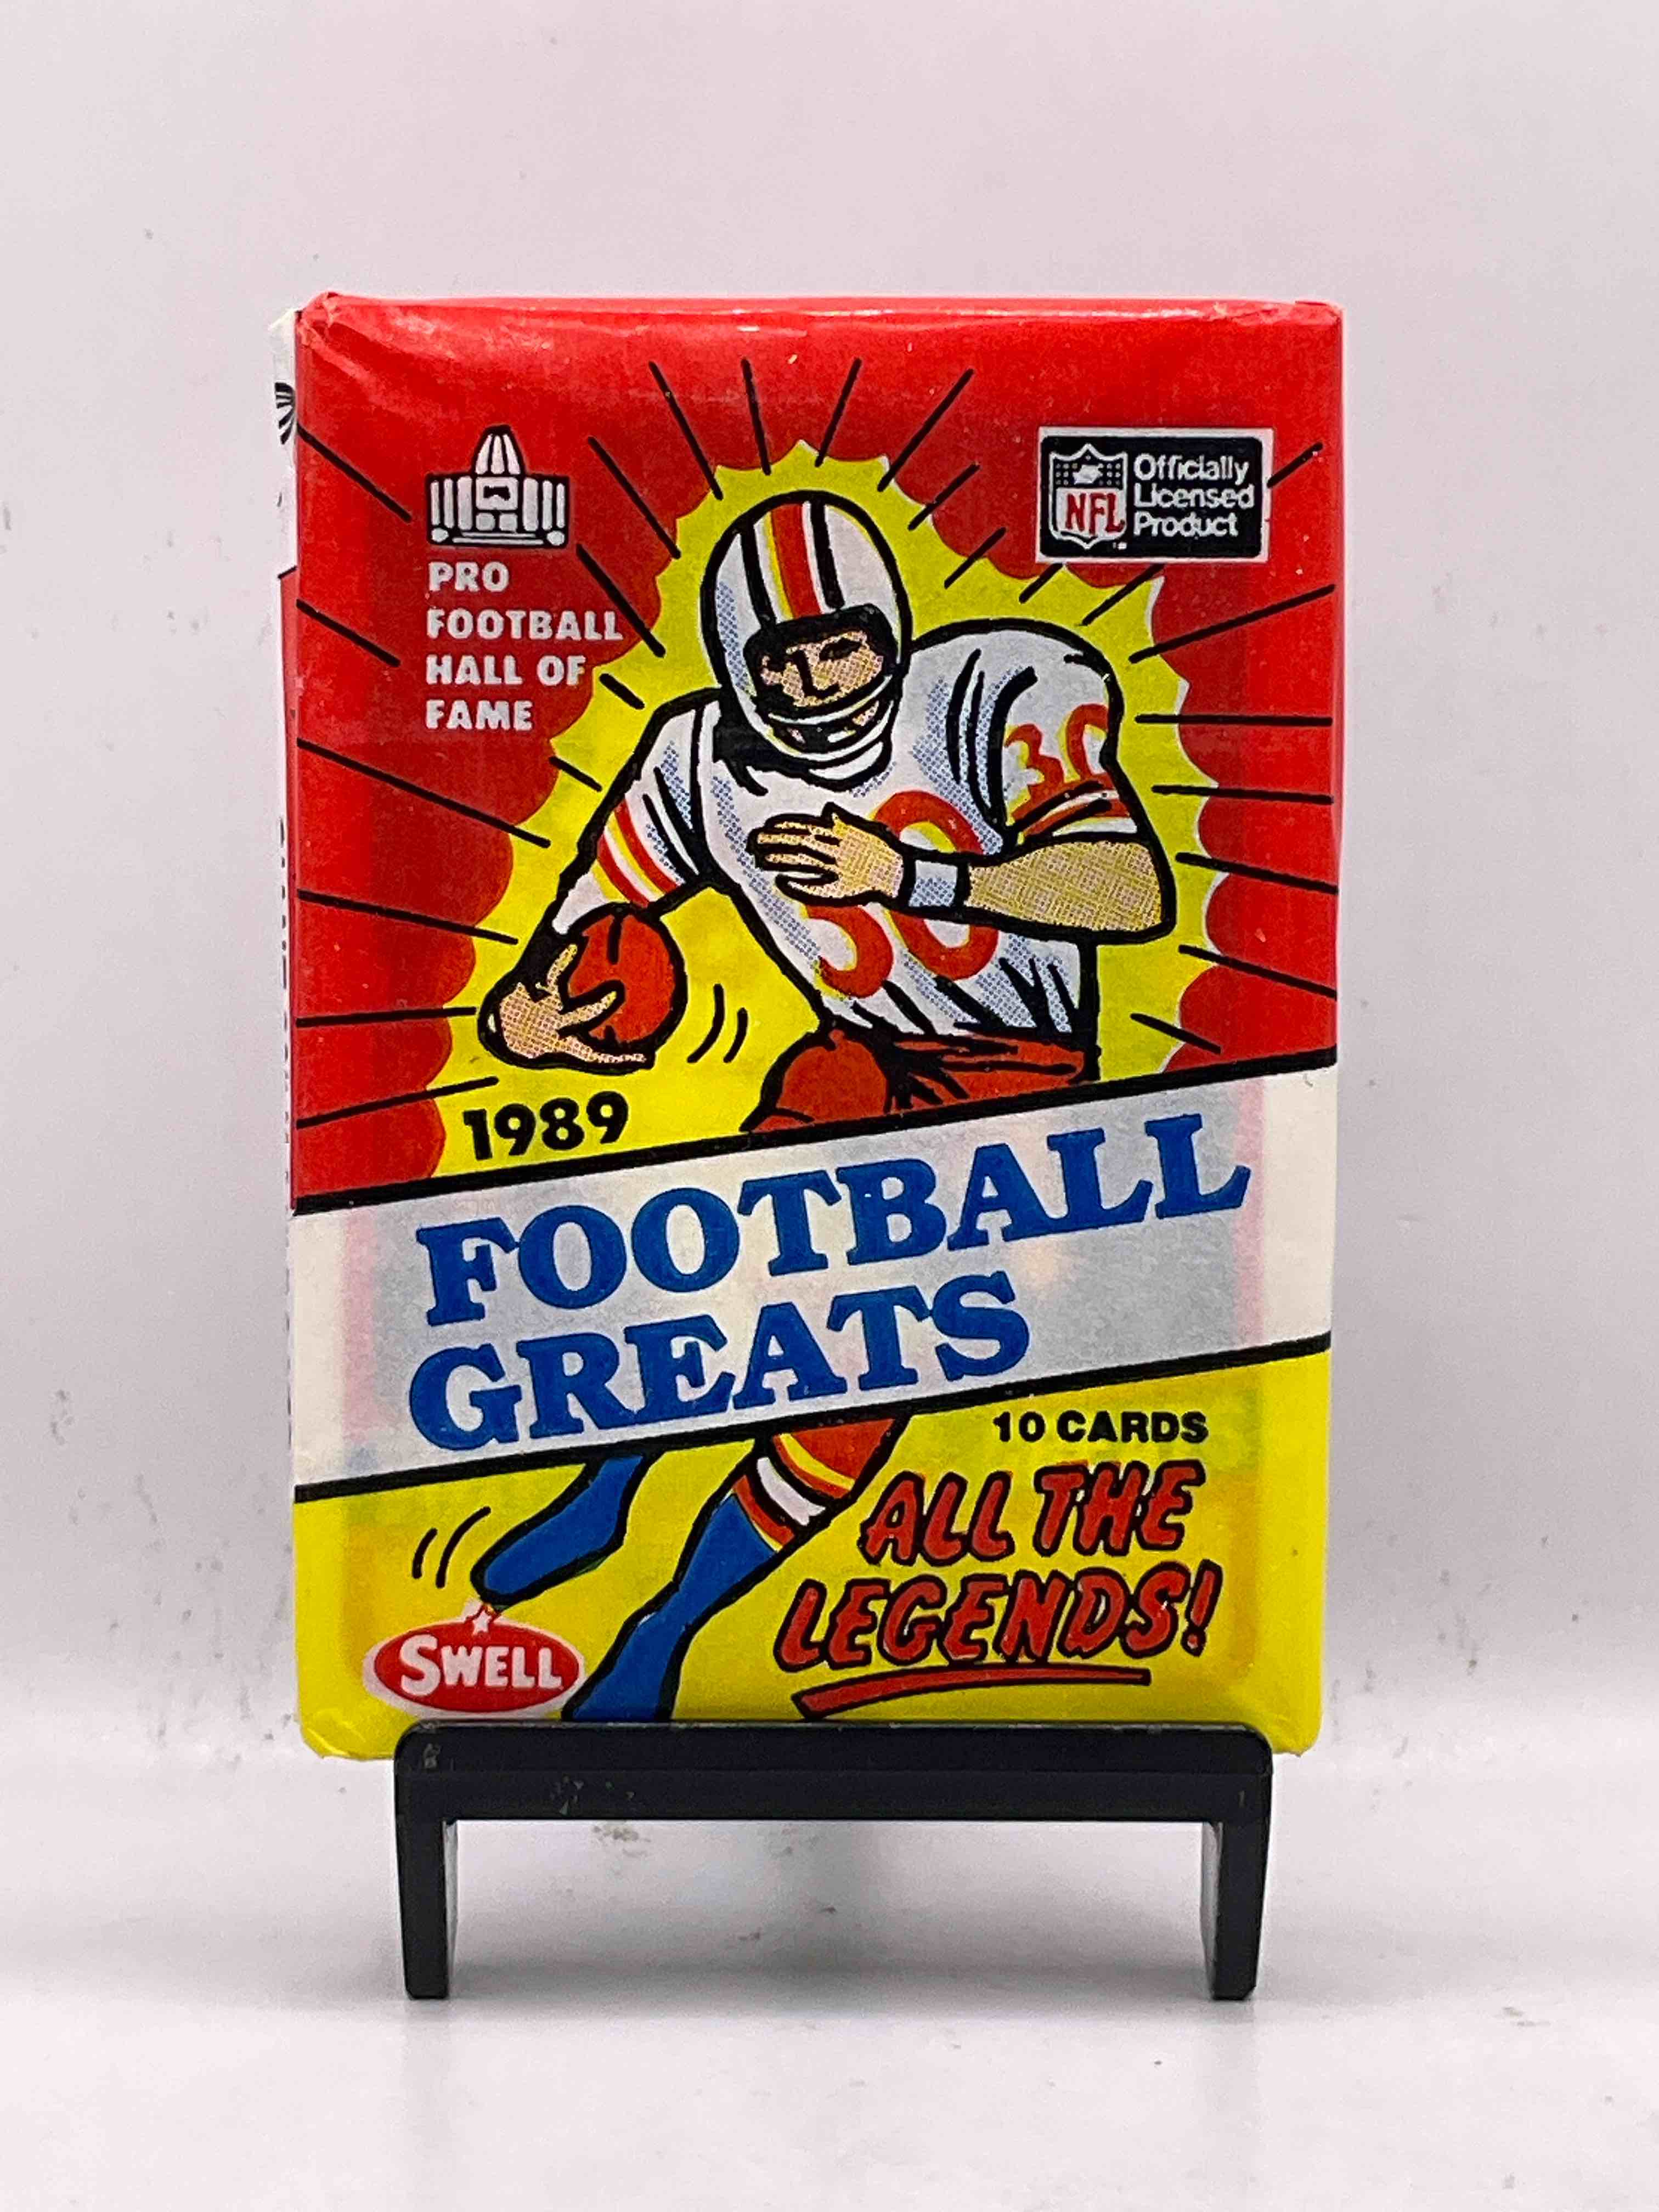 PRO
FOOTBALL
HALL OF
FAME
NFL
Officially
Licensed
Product
30
30
1989
FOOTBALL
GREATS
10 CARDS
ALL THE
LEGENDS!
SWELL